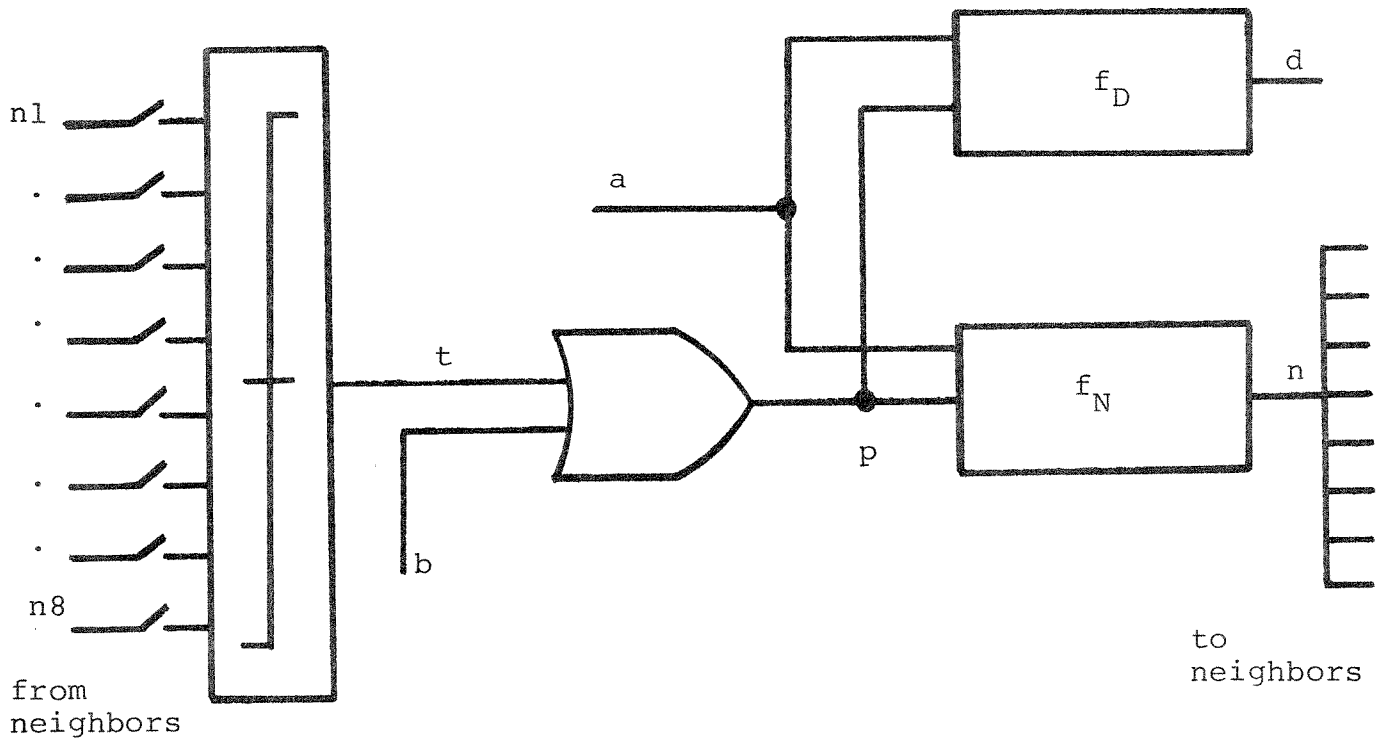 n1
.
.
.
.
.
.
n8
from
neighbors
t
b
a
p
f_D
d
f_N
n
to
neighbors